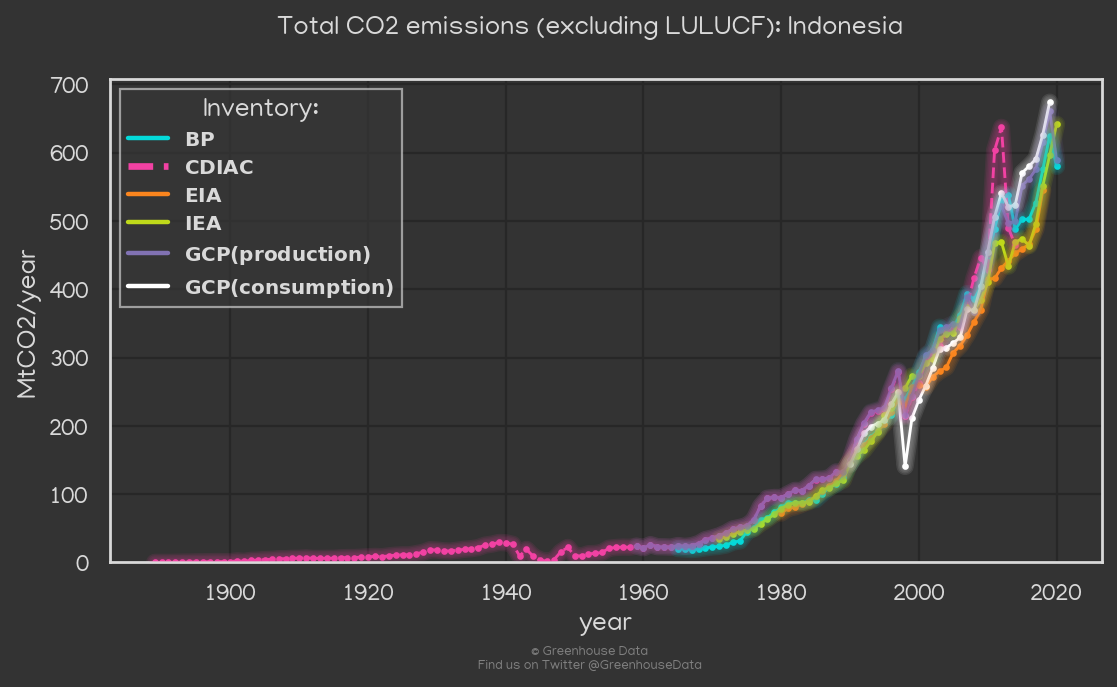 Total CO2 emissions (excluding LULUCF): Indonesia
700
600
500
400
300
200
100
0
MtCO2/year
Inventory:
BP
CDIAC
EIA
IEA
GCP(production)
GCP(consumption)
1900 1920 1940 1960 1980 2000 2020
year
© Greenhouse Data
Find us on Twitter @GreenhouseData